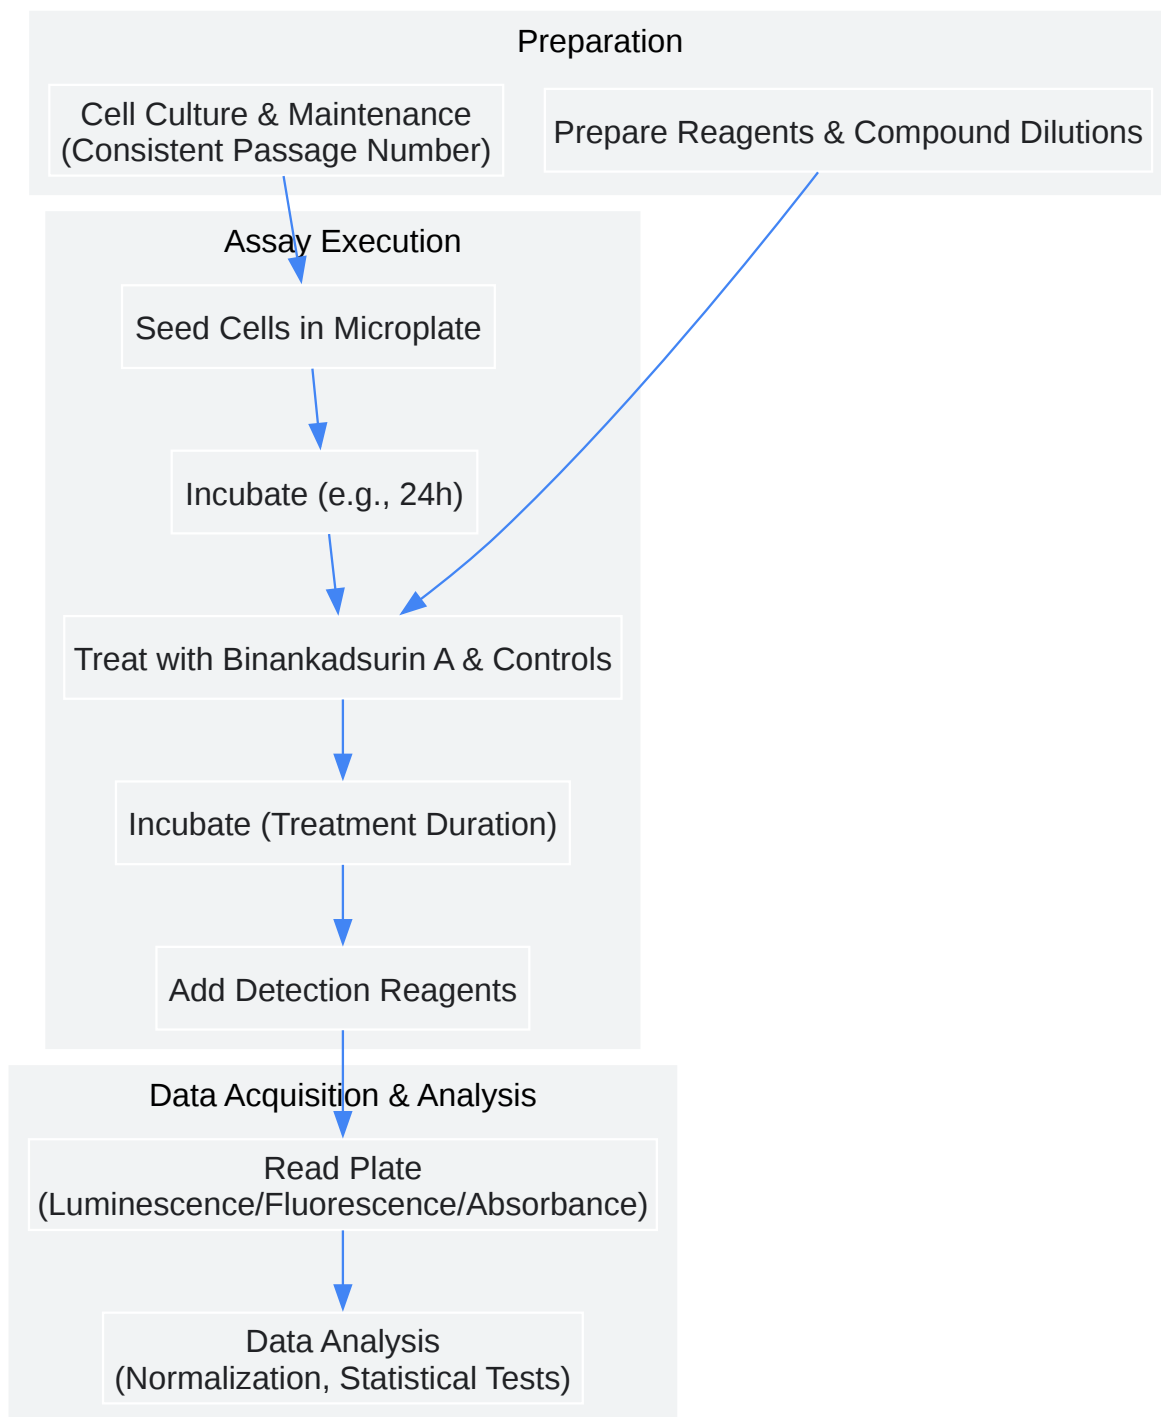 Preparation
Cell Culture & Maintenance
(Consistent Passage Number)
Prepare Reagents & Compound Dilutions
Assay Execution
Seed Cells in Microplate
Incubate (e.g., 24h)
Treat with Binankadsurin A & Controls
Incubate (Treatment Duration)
Add Detection Reagents
Data Acquisition & Analysis
Read Plate
(Luminescence/Fluorescence/Absorbance)
Data Analysis
(Normalization, Statistical Tests)